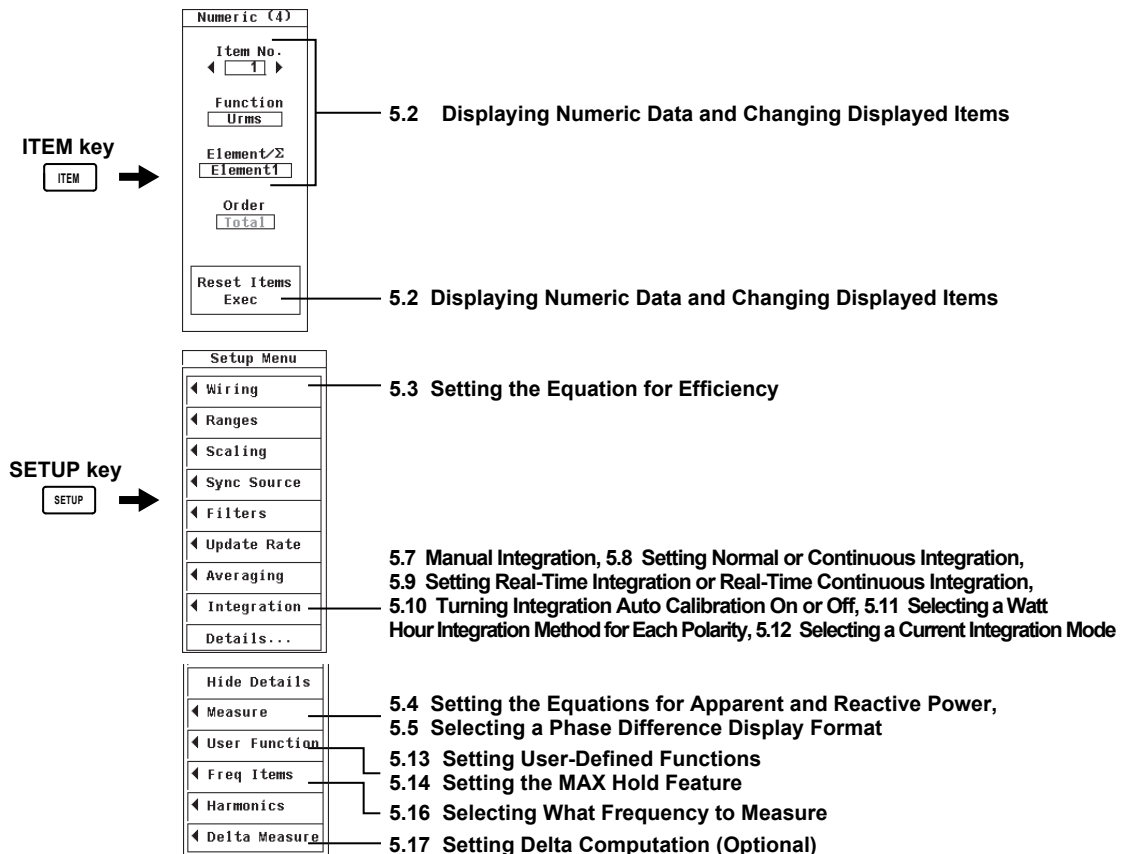 Numeric (4)
Item No.
1
Function
Urms
Element/Σ
Element1
Order
Total
Reset Items
Exec
ITEM key
ITEM
5.2 Displaying Numeric Data and Changing Displayed Items
5.2 Displaying Numeric Data and Changing Displayed Items
SETUP key
SETUP
Setup Menu
Wiring
Ranges
Scaling
Sync Source
Filters
Update Rate
Averaging
Integration
Details...
5.3 Setting the Equation for Efficiency
5.7 Manual Integration, 5.8 Setting Normal or Continuous Integration,
5.9 Setting Real-Time Integration or Real-Time Continuous Integration,
5.10 Turning Integration Auto Calibration On or Off, 5.11 Selecting a Watt
Hour Integration Method for Each Polarity, 5.12 Selecting a Current Integration Mode
Hide Details
Measure
User Function
Freq Items
Harmonics
Delta Measure
5.4 Setting the Equations for Apparent and Reactive Power,
5.5 Selecting a Phase Difference Display Format
5.13 Setting User-Defined Functions
5.14 Setting the MAX Hold Feature
5.16 Selecting What Frequency to Measure
5.17 Setting Delta Computation (Optional)